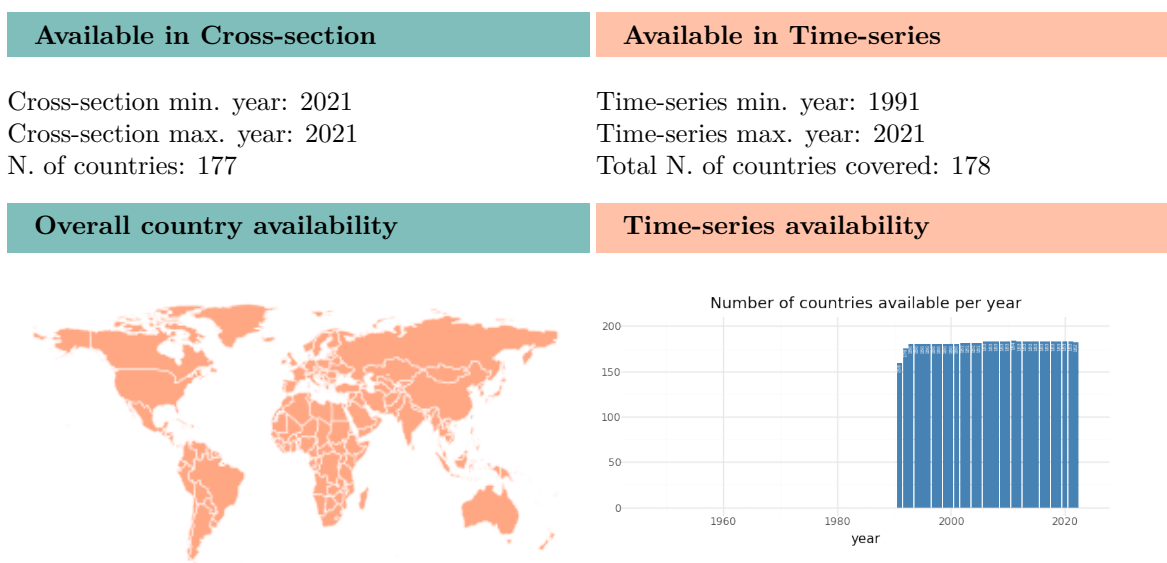 Available in Cross-section
Available in Time-series
Cross-section min. year: 2021
Cross-section max. year: 2021
N. of countries: 177
Time-series min. year: 1991
Time-series max. year: 2021
Total N. of countries covered: 178
Overall country availability
Time-series availability
Number of countries available per year
200
150
100
50
0
1960 1980 2000 2020
year